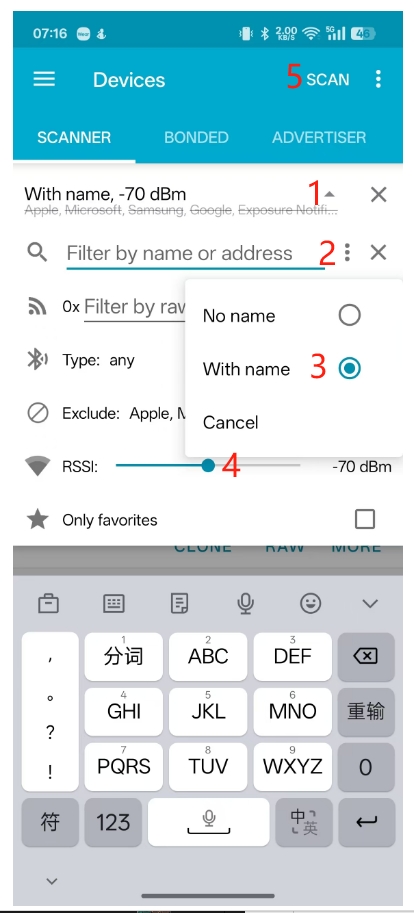 07:16 2.00 KB/S 5G 46
Devices 5 SCAN
SCANNER BONDED ADVERTISER
With name, -70 dBm 1
Apple, Microsoft, Samsung, Google, Exposure Notifi...
Filter by name or address 2
0x Filter by rav
No name
Type: any
With name 3
Exclude: Apple, M
Cancel
RSSI: 4 -70 dBm
Only favorites
CLONE RAW MORE
, 1 分词 2 ABC 3 DEF
。 4 GHI 5 JKL 6 MNO 重输
?
! 7 PQRS 8 TUV 9 WXYZ 0
符 123 中 英